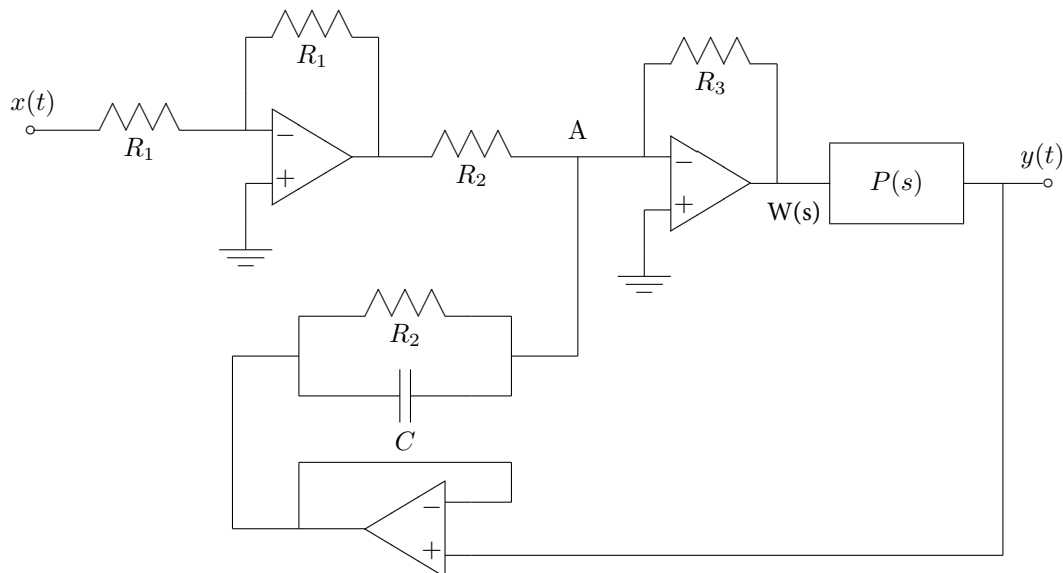 R₁
R₃
x(t)
R₁
−
+
R₂
A
−
+
W(s)
P(s)
y(t)
R₂
C
−
+